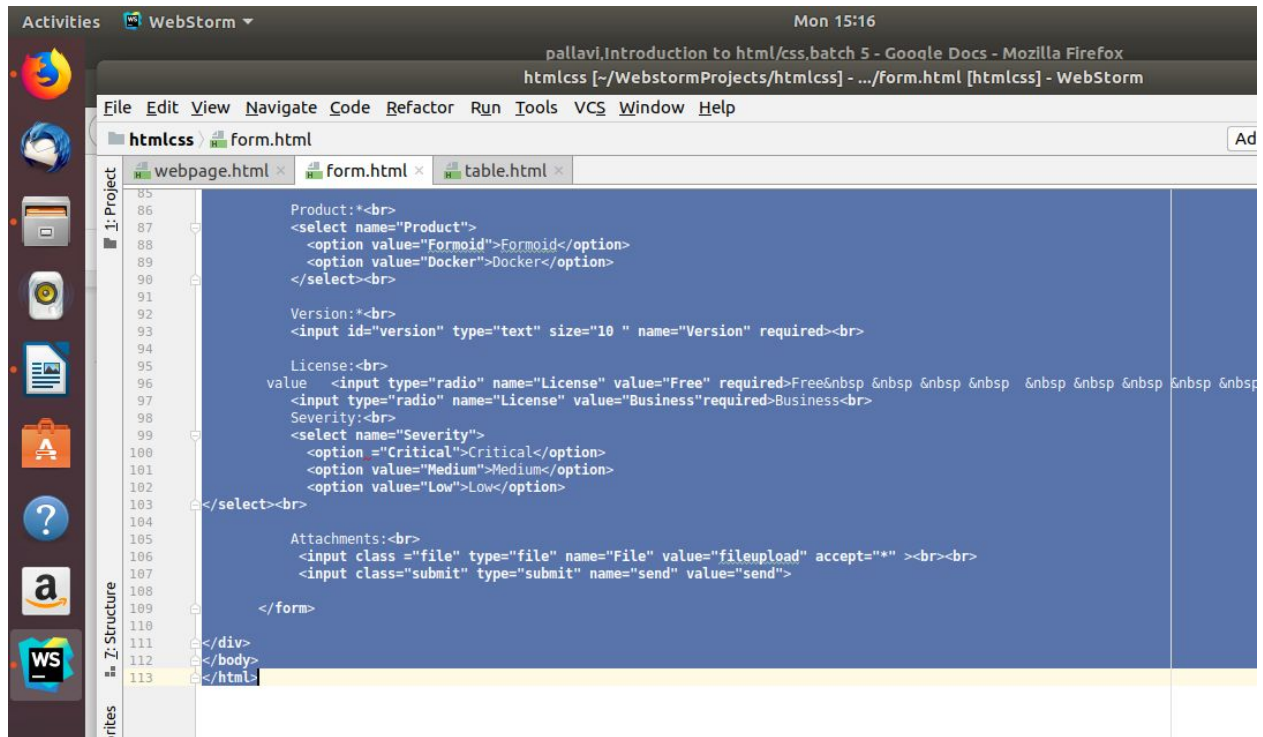 Activities WebStorm Mon 15:16
pallavi,Introduction to html/css,batch 5 - Google Docs - Mozilla Firefox
htmlcss [~/WebstormProjects/htmlcss] - .../form.html [htmlcss] - WebStorm
File Edit View Navigate Code Refactor Run Tools VCS Window Help
htmlcss form.html Ad
webpage.html × form.html × table.html ×
1: Project
85
86 Product:*<br>
87 <select name="Product">
88 <option value="Formoid">Formoid</option>
89 <option value="Docker">Docker</option>
90 </select><br>
91
92 Version:*<br>
93 <input id="version" type="text" size="10 " name="Version" required><br>
94
95 License:<br>
96 value <input type="radio" name="License" value="Free" required>Free&nbsp &nbsp &nbsp &nbsp &nbsp &nbsp &nbsp &nbsp &nbsp
97 <input type="radio" name="License" value="Business"required>Business<br>
98 Severity:<br>
99 <select name="Severity">
100 <option ="Critical">Critical</option>
101 <option value="Medium">Medium</option>
102 <option value="Low">Low</option>
103 </select><br>
104
105 Attachments:<br>
106 <input class ="file" type="file" name="File" value="fileupload" accept="*" ><br><br>
107 <input class="submit" type="submit" name="send" value="send">
108
109 </form>
110
111 </div>
112 </body>
113 </html>
7: Structure
rites
A
?
a
WS